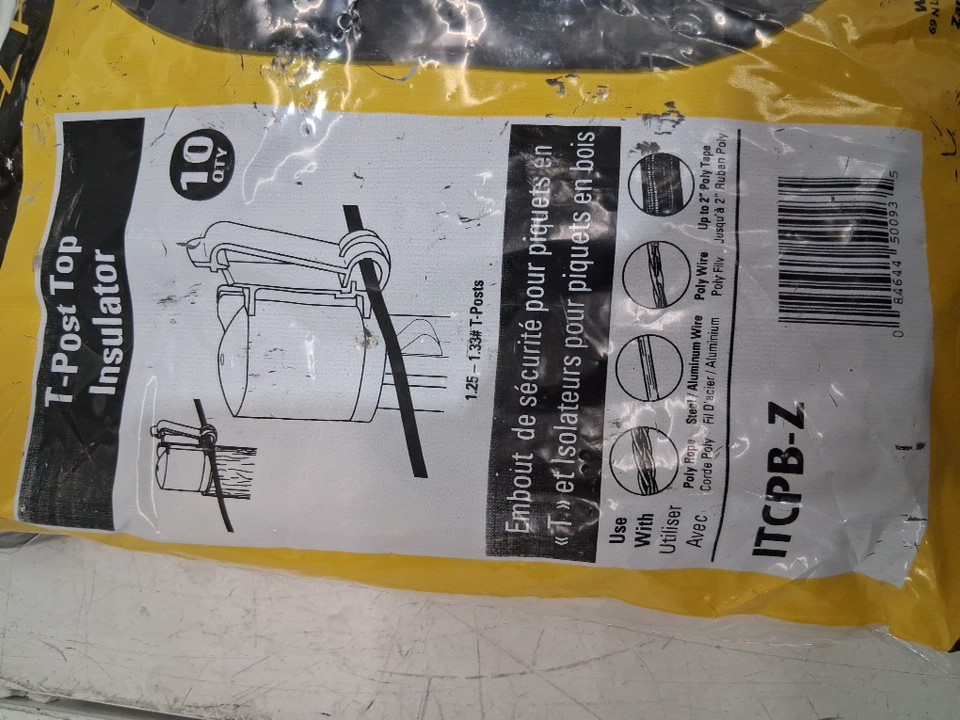 T-Post Top
Insulator
10
QTY
1.25 – 1.33# T-Posts
Embout de sécurité pour piquets en
« T » et Isolateurs pour piquets en bois
Use
With
Utiliser
Avec
Poly Rope
Corde Poly
Steel / Aluminum Wire
Fil D'acier / Aluminium
Poly Wire
Poly Filv
Up to 2" Poly Tape
Jusqu'à 2" Ruban Poly
ITCPB-Z
0 84644 50093 5